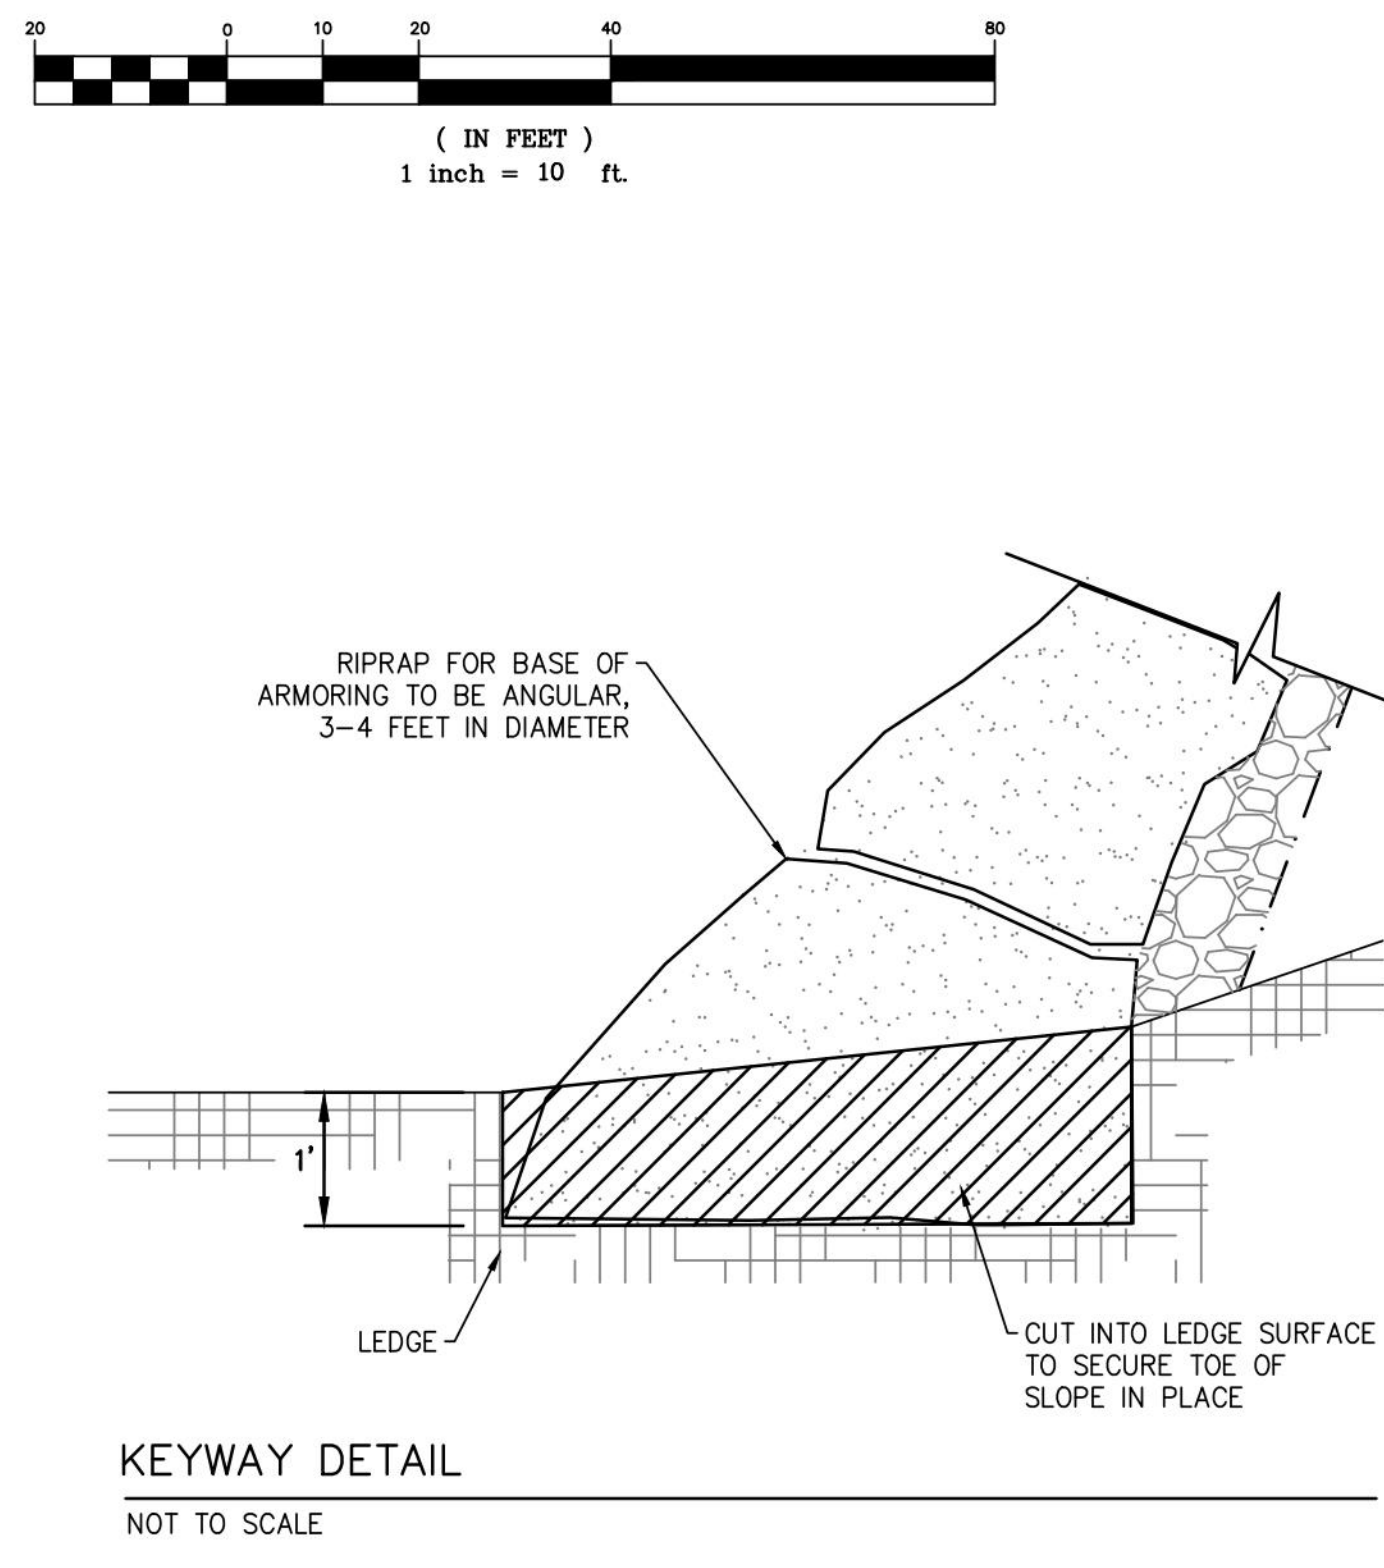 20 0 10 20 40 80
( IN FEET )
1 inch = 10 ft.
RIPRAP FOR BASE OF
ARMORING TO BE ANGULAR,
3-4 FEET IN DIAMETER
1'
LEDGE
CUT INTO LEDGE SURFACE
TO SECURE TOE OF
SLOPE IN PLACE
KEYWAY DETAIL
NOT TO SCALE